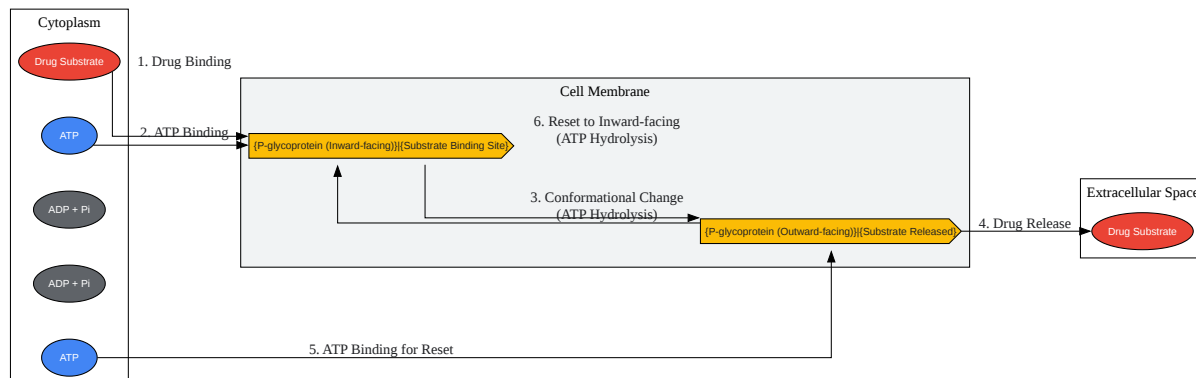 Cytoplasm
Drug Substrate
1. Drug Binding
Cell Membrane
6. Reset to Inward-facing
(ATP Hydrolysis)
ATP
2. ATP Binding
{P-glycoprotein (Inward-facing)}|{Substrate Binding Site}
ADP + Pi
3. Conformational Change
(ATP Hydrolysis)
Extracellular Space
{P-glycoprotein (Outward-facing)}|{Substrate Released}
4. Drug Release
Drug Substrate
ADP + Pi
ATP
5. ATP Binding for Reset